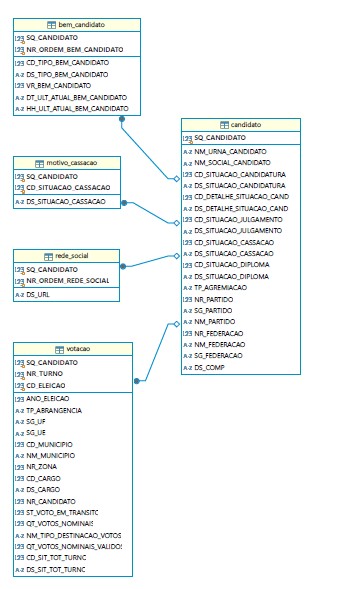 bem_candidato
123 SQ_CANDIDATO
123 NR_ORDEM_BEM_CANDIDATO
123 CD_TIPO_BEM_CANDIDATO
A-Z DS_TIPO_BEM_CANDIDATO
123 VR_BEM_CANDIDATO
A-Z DT_ULT_ATUAL_BEM_CANDIDATO
A-Z HH_ULT_ATUAL_BEM_CANDIDATO
motivo_cassacao
123 SQ_CANDIDATO
123 CD_SITUACAO_CASSACAO
A-Z DS_SITUACAO_CASSACAO
rede_social
123 SQ_CANDIDATO
123 NR_ORDEM_REDE_SOCIAL
A-Z DS_URL
votacao
123 SQ_CANDIDATO
123 NR_TURNO
123 CD_ELEICAO
123 ANO_ELEICAO
A-Z TP_ABRANGENCIA
A-Z SG_UF
A-Z SG_UE
123 CD_MUNICIPIO
A-Z NM_MUNICIPIO
123 NR_ZONA
123 CD_CARGO
A-Z DS_CARGO
123 NR_CANDIDATO
A-Z ST_VOTO_EM_TRANSITO
123 QT_VOTOS_NOMINAIS
A-Z NM_TIPO_DESTINACAO_VOTOS
123 QT_VOTOS_NOMINAIS_VALIDOS
123 CD_SIT_TOT_TURNO
A-Z DS_SIT_TOT_TURNO
candidato
123 SQ_CANDIDATO
A-Z NM_URNA_CANDIDATO
A-Z NM_SOCIAL_CANDIDATO
123 CD_SITUACAO_CANDIDATURA
A-Z DS_SITUACAO_CANDIDATURA
123 CD_DETALHE_SITUACAO_CAND
A-Z DS_DETALHE_SITUACAO_CAND
123 CD_SITUACAO_JULGAMENTO
A-Z DS_SITUACAO_JULGAMENTO
123 CD_SITUACAO_CASSACAO
A-Z DS_SITUACAO_CASSACAO
123 CD_SITUACAO_DIPLOMA
A-Z DS_SITUACAO_DIPLOMA
A-Z TP_AGREMIACAO
123 NR_PARTIDO
A-Z SG_PARTIDO
A-Z NM_PARTIDO
123 NR_FEDERACAO
A-Z NM_FEDERACAO
A-Z SG_FEDERACAO
A-Z DS_COMP